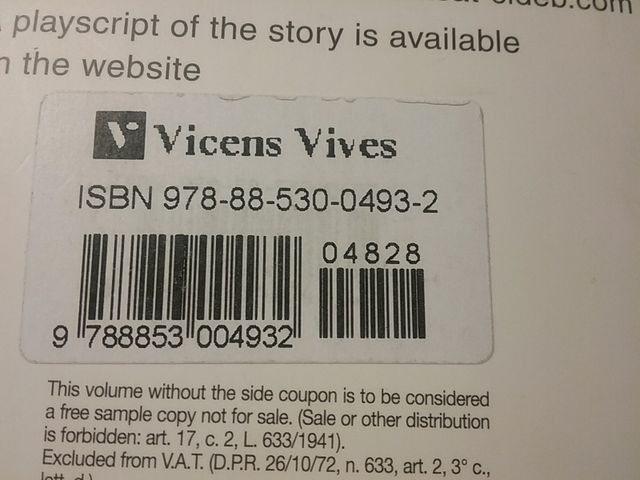 playscript of the story is available
the website
Vicens Vives
ISBN 978-88-530-0493-2
04828
9 788853 004932
This volume without the side coupon is to be considered
a free sample copy not for sale. (Sale or other distribution
is forbidden: art. 17, c. 2, L. 633/1941).
Excluded from V.A.T. (D.P.R. 26/10/72, n. 633, art. 2, 3° c.,